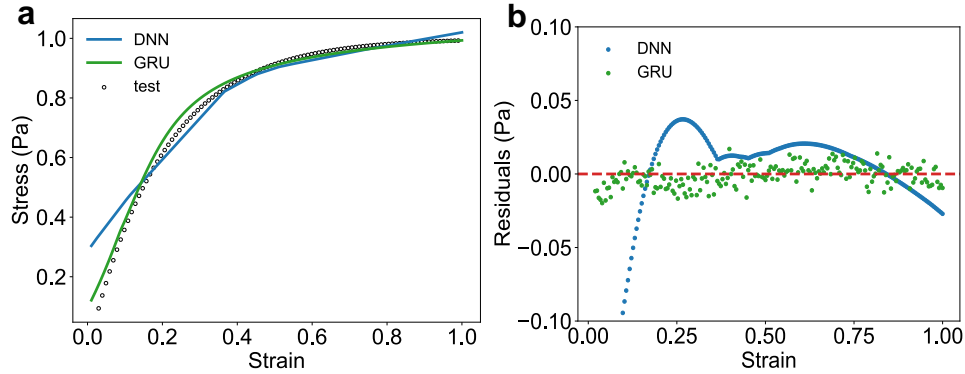 a
DNN
GRU
test
Stress (Pa)
1.0
0.8
0.6
0.4
0.2
0.0
0.2
0.4
0.6
0.8
1.0
Strain
b
DNN
GRU
Residuals (Pa)
0.10
0.05
0.00
−0.05
−0.10
0.00
0.25
0.50
0.75
1.00
Strain